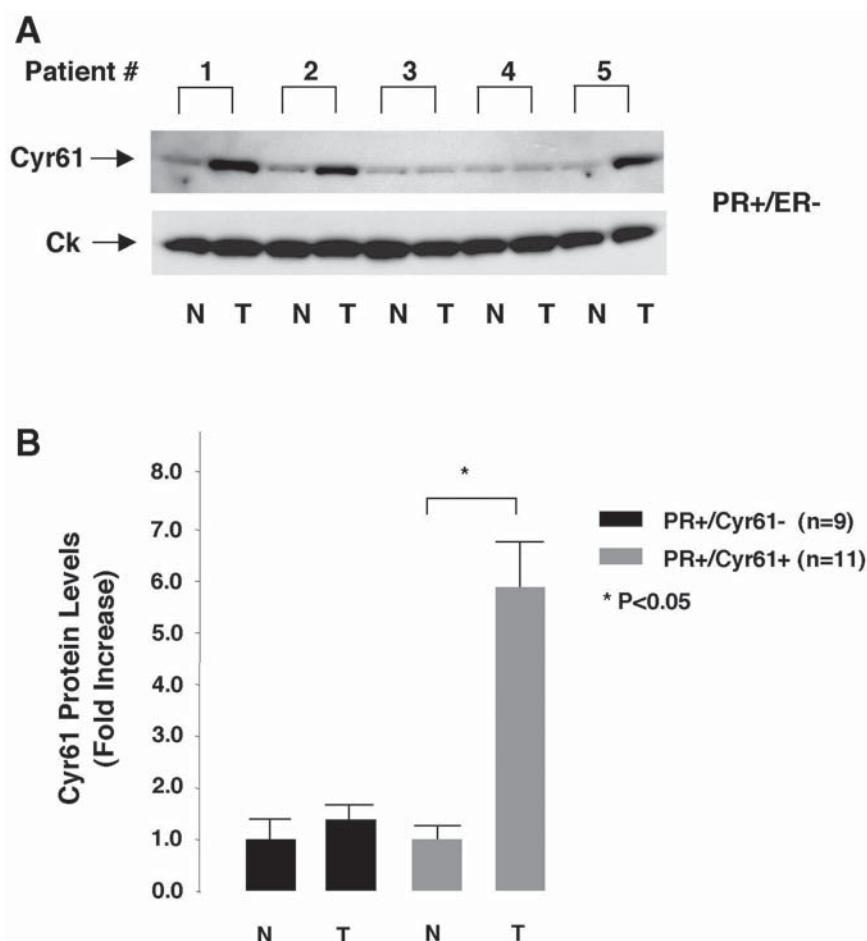 A
Patient # 1 2 3 4 5
Cyr61
PR+/ER-
Ck
N T N T N T N T N T
B
Cyr61 Protein Levels
(Fold Increase)
8.0
7.0
6.0
5.0
4.0
3.0
2.0
1.0
0.0
*
PR+/Cyr61- (n=9)
PR+/Cyr61+ (n=11)
* P<0.05
N T N T